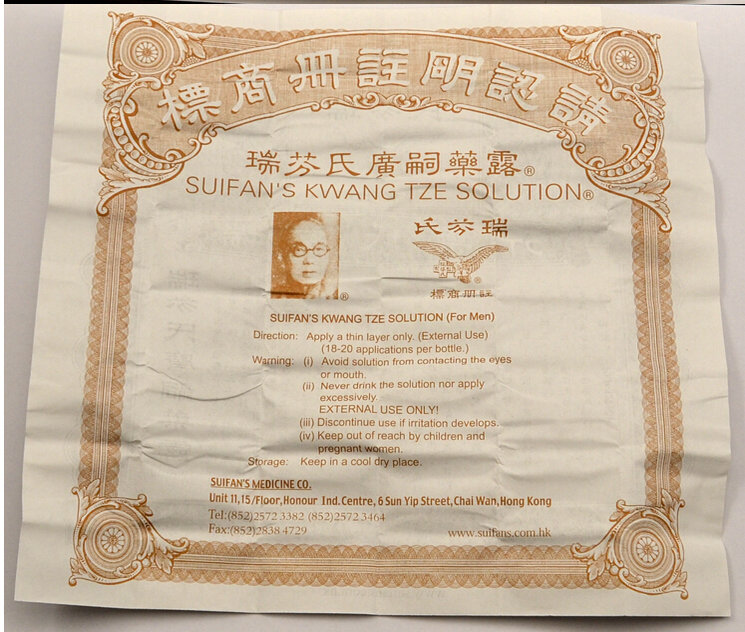 請認明註冊商標
瑞芬氏廣嗣藥露®
SUIFAN'S KWANG TZE SOLUTION®
®
氏芬瑞
®
標商冊註
SUIFAN'S KWANG TZE SOLUTION (For Men)
Direction: Apply a thin layer only. (External Use)
(18-20 applications per bottle.)
Warning: (i) Avoid solution from contacting the eyes
or mouth.
(ii) Never drink the solution nor apply
excessively.
EXTERNAL USE ONLY!
(iii) Discontinue use if irritation develops.
(iv) Keep out of reach by children and
pregnant women.
Storage: Keep in a cool dry place.
SUIFAN'S MEDICINE CO.
Unit 11,15/Floor, Honour Ind. Centre, 6 Sun Yip Street, Chai Wan, Hong Kong
Tel:(852)2572 3382 (852)2572 3464
Fax:(852)2838 4729
www.suifans.com.hk